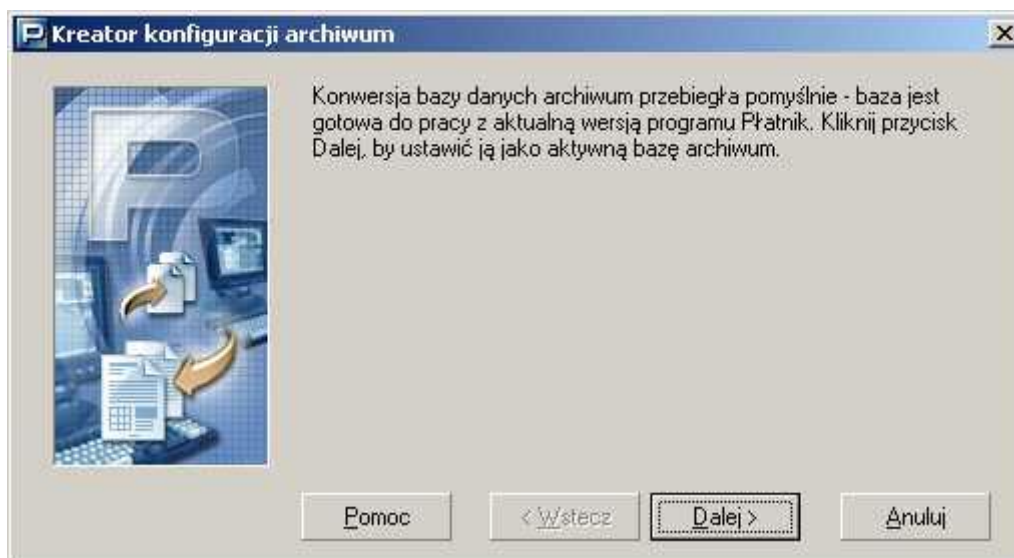 Kreator konfiguracji archiwum
Konwersja bazy danych archiwum przebiegła pomyślnie - baza jest
gotowa do pracy z aktualną wersją programu Płatnik. Kliknij przycisk
Dalej, by ustawić ją jako aktywną bazę archiwum.
P
Pomoc
< Wstecz
Dalej >
Anuluj